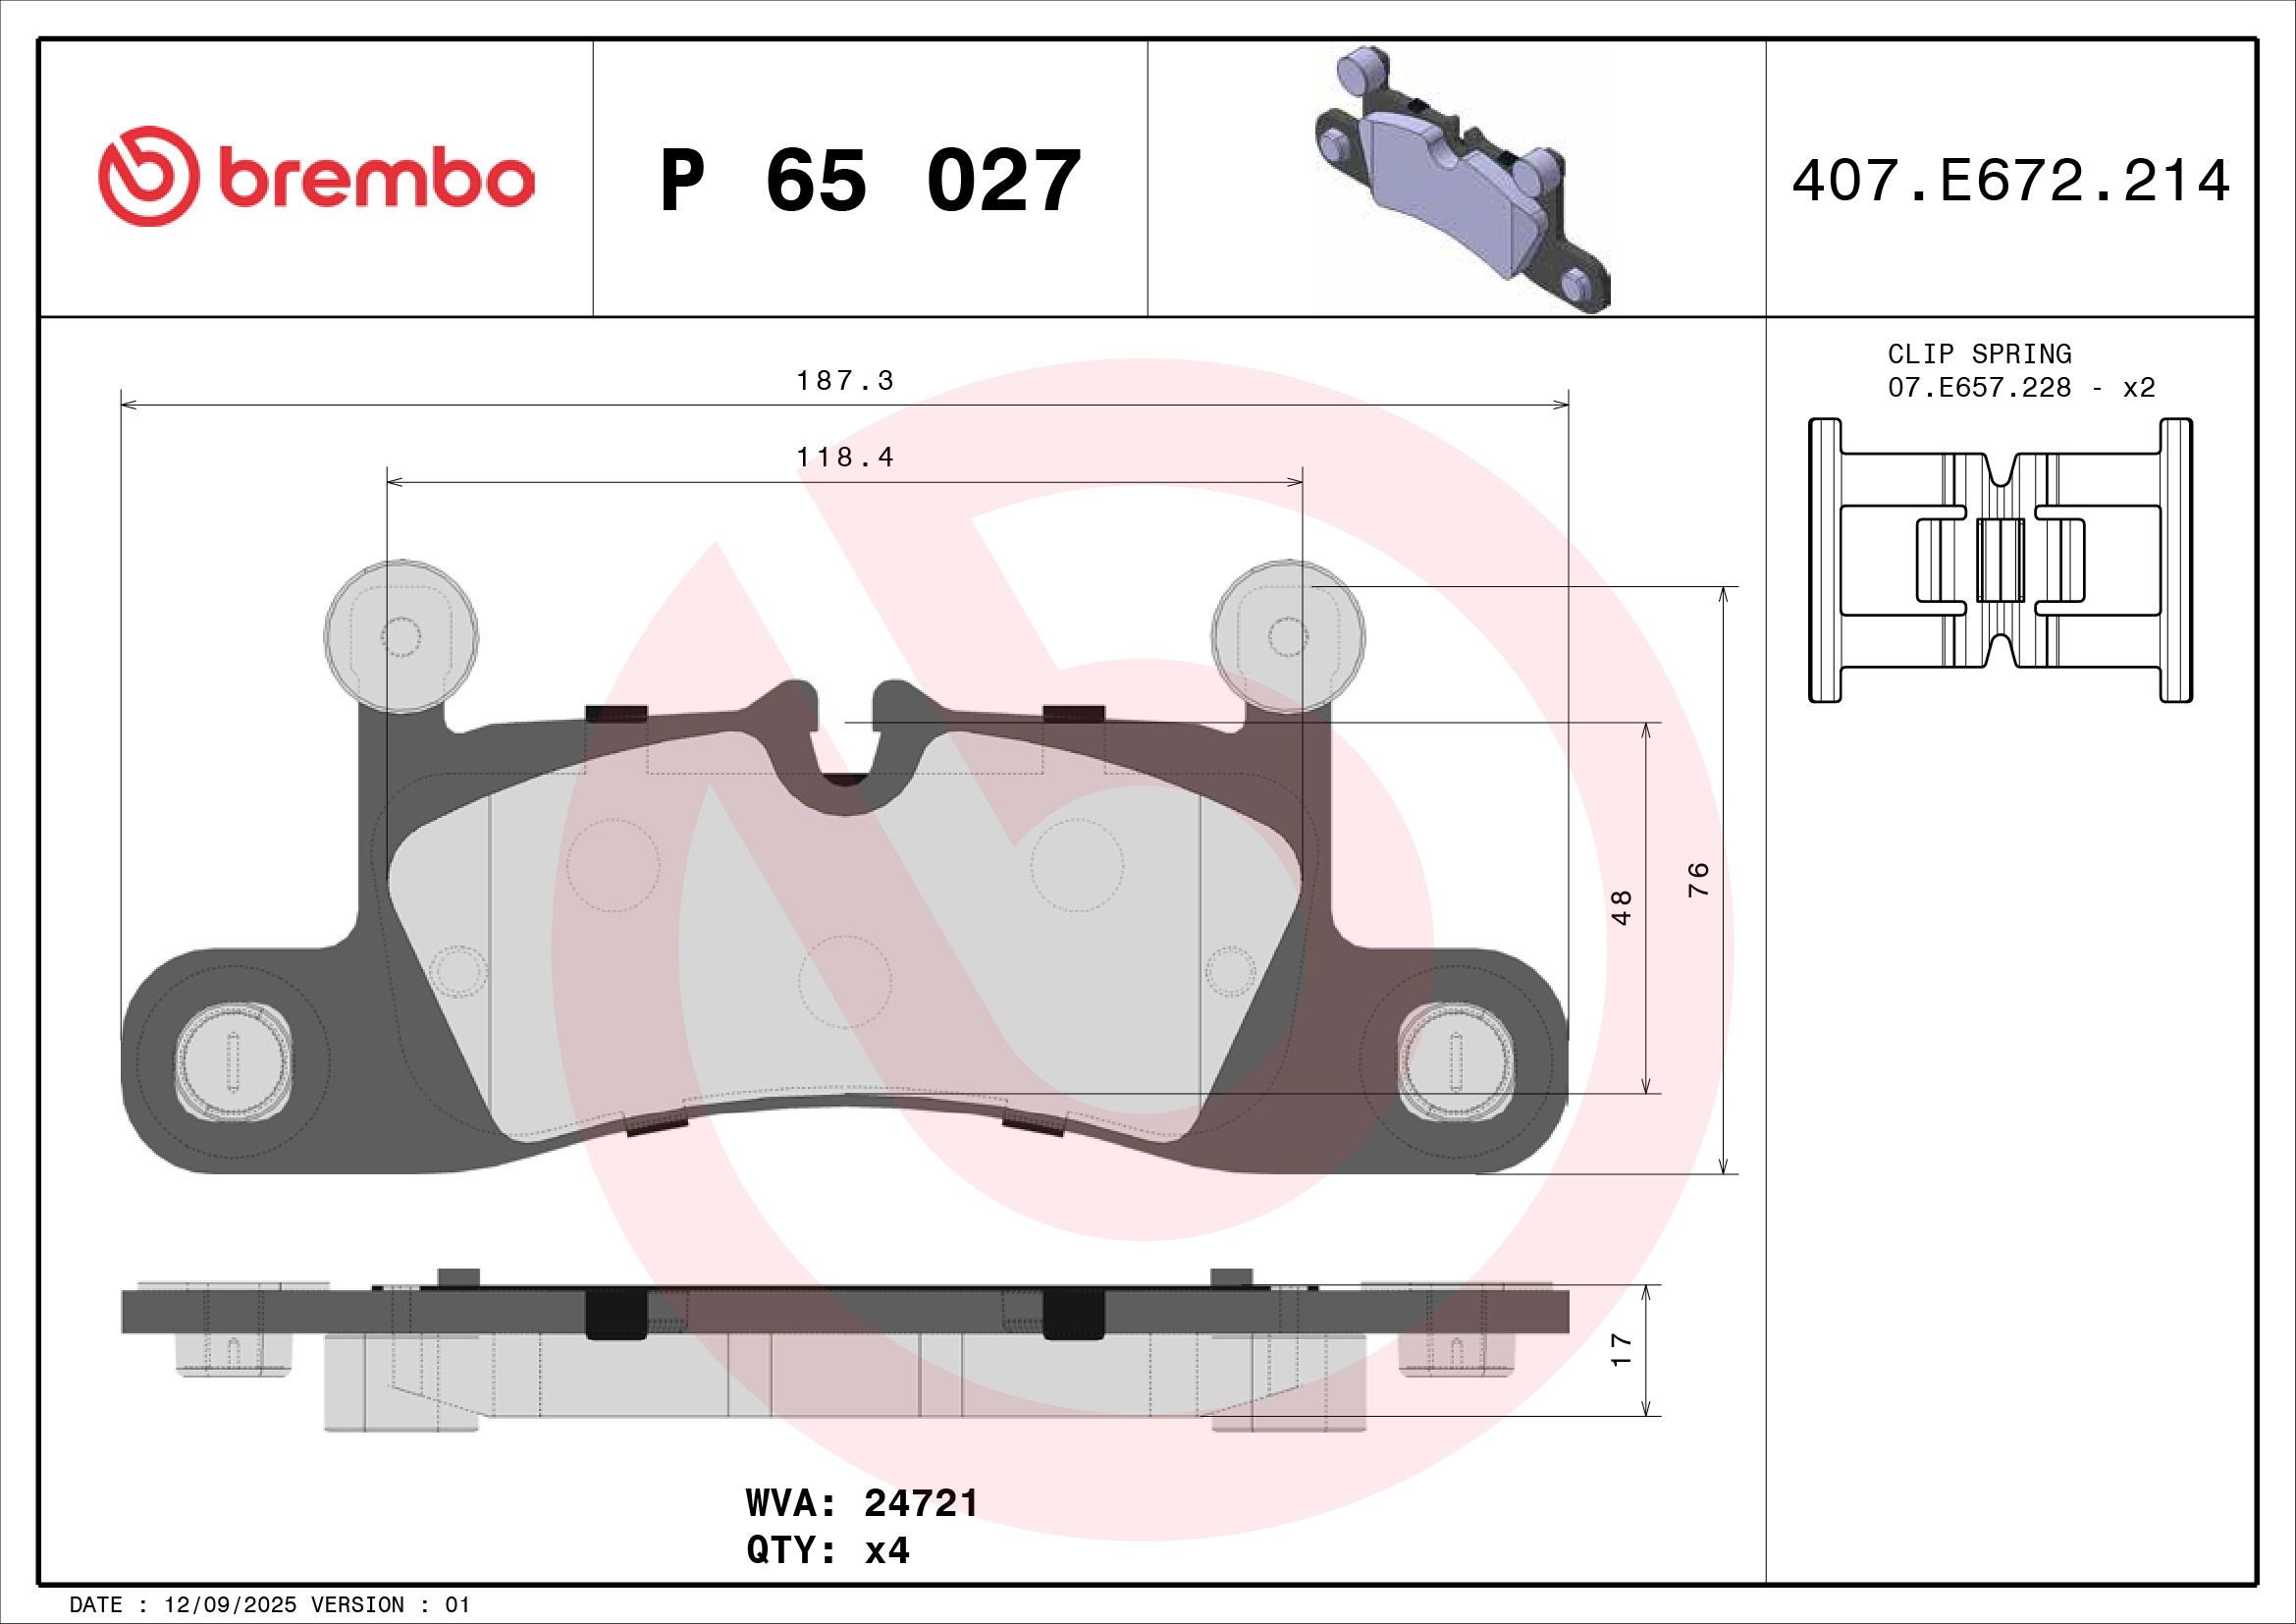 brembo
P 65 027
407.E672.214
CLIP SPRING
07.E657.228 - x2
187.3
118.4
48
76
17
WVA: 24721
QTY: x4
DATE : 12/09/2025 VERSION : 01